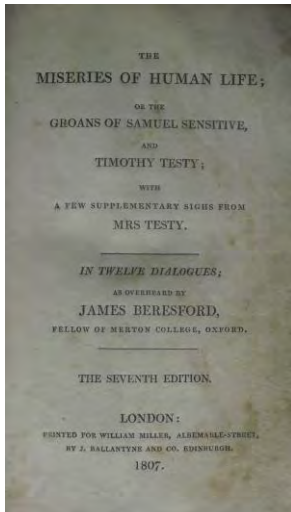 THE
MISERIES OF HUMAN LIFE;
OR THE
GROANS OF SAMUEL SENSITIVE,
AND
TIMOTHY TESTY;
WITH
A FEW SUPPLEMENTARY SIGHS FROM
MRS TESTY.
IN TWELVE DIALOGUES;
AS OVERHEARD BY
JAMES BERESFORD,
FELLOW OF MERTON COLLEGE, OXFORD.
THE SEVENTH EDITION.
LONDON:
PRINTED FOR WILLIAM MILLER, ALBEMARLE-STREET,
BY J. BALLANTYNE AND CO. EDINBURGH.
1807.